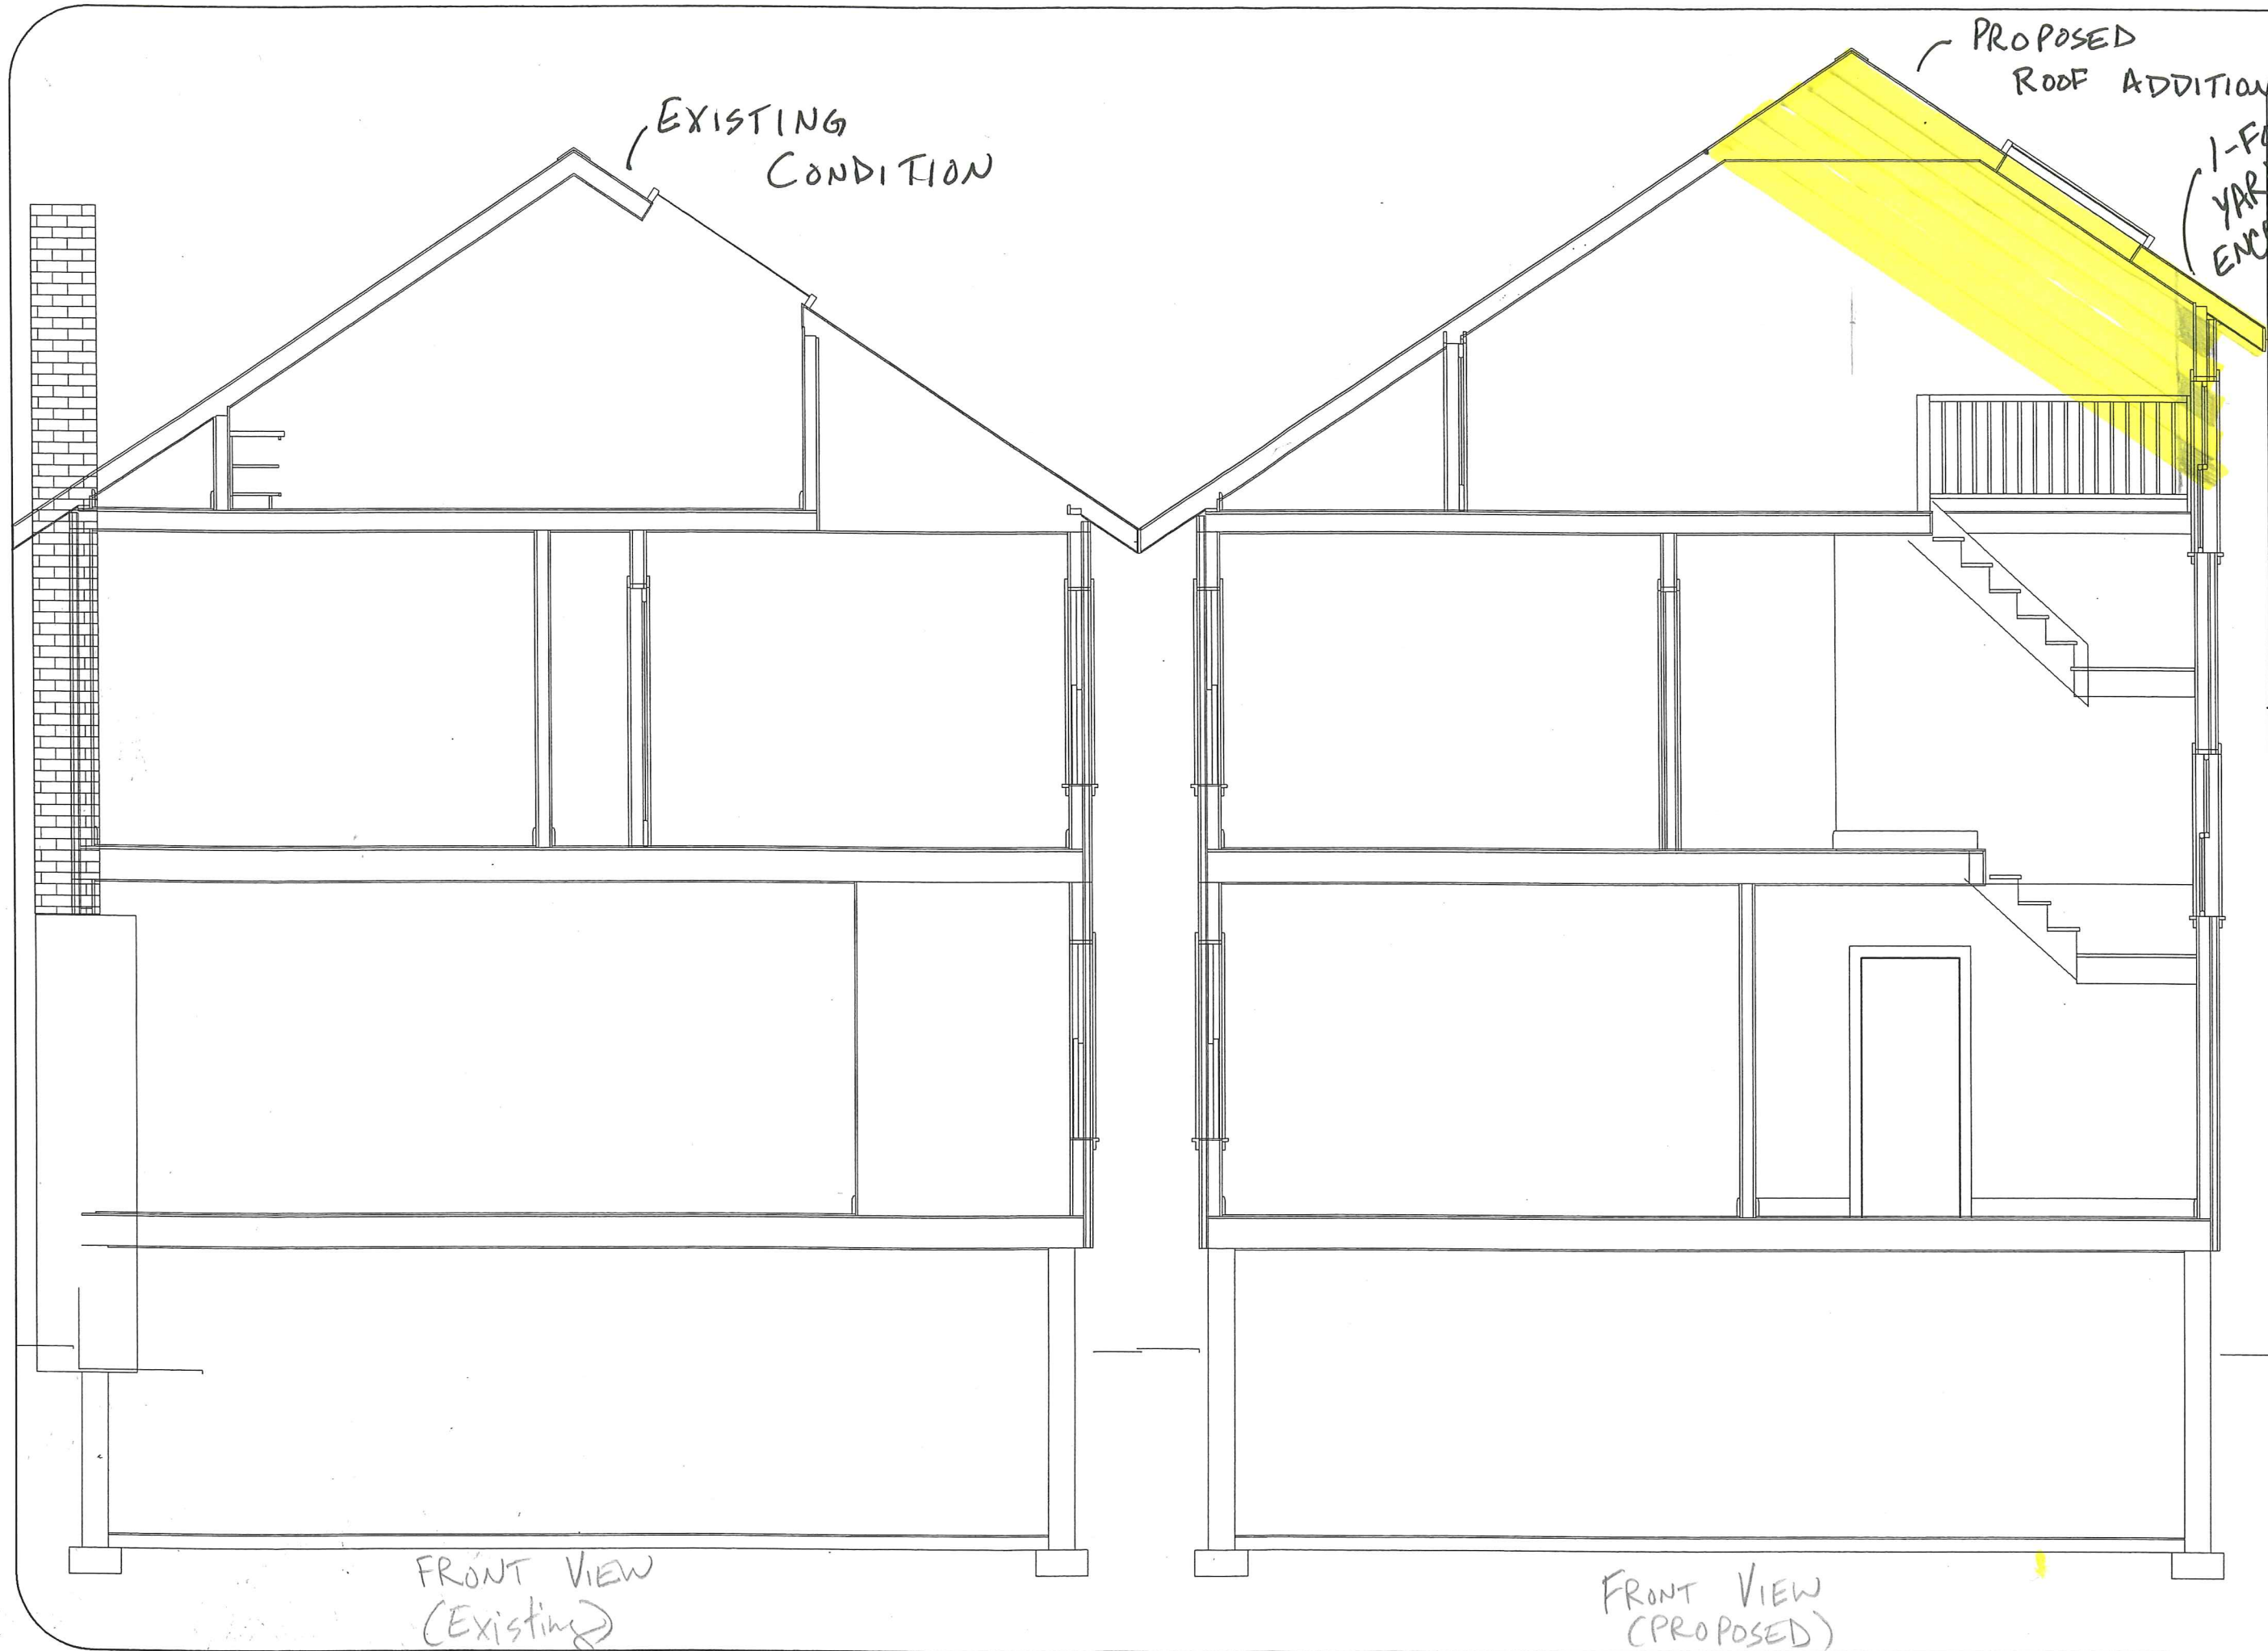 EXISTING
CONDITION
PROPOSED
ROOF ADDITION
FRONT VIEW
(Existing)
FRONT VIEW
(PROPOSED)